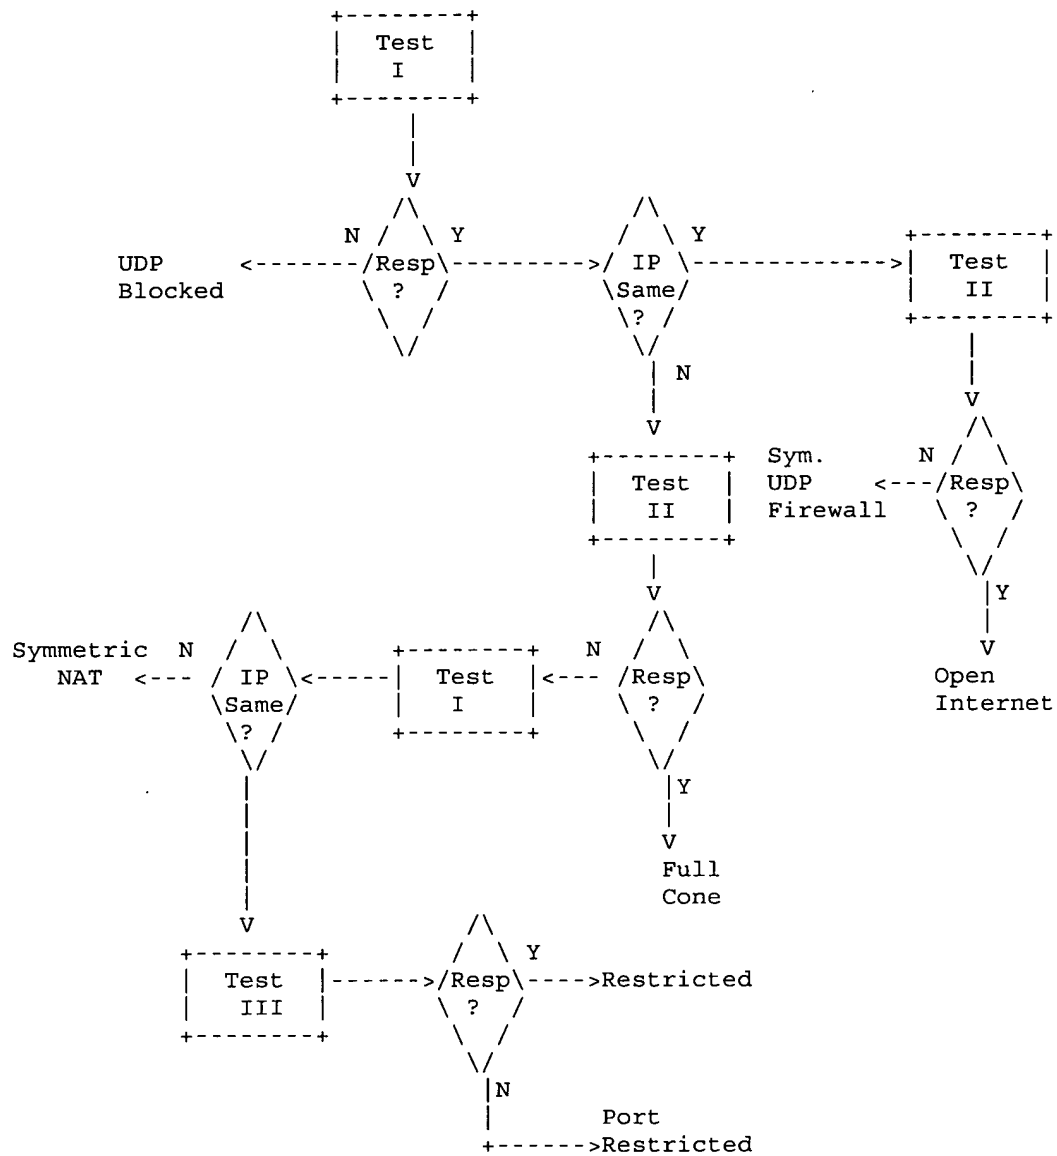 Test
I
N Y
Resp
?
UDP
Blocked
Y
IP
Same
?
N
Test
II
N
Resp
?
Sym.
UDP
Firewall
Y
Open
Internet
Test
II
N
Resp
?
Y
Full
Cone
Test
I
N
IP
Same
?
Symmetric
NAT
Test
III
Y
Resp
?
Restricted
N
Port
Restricted